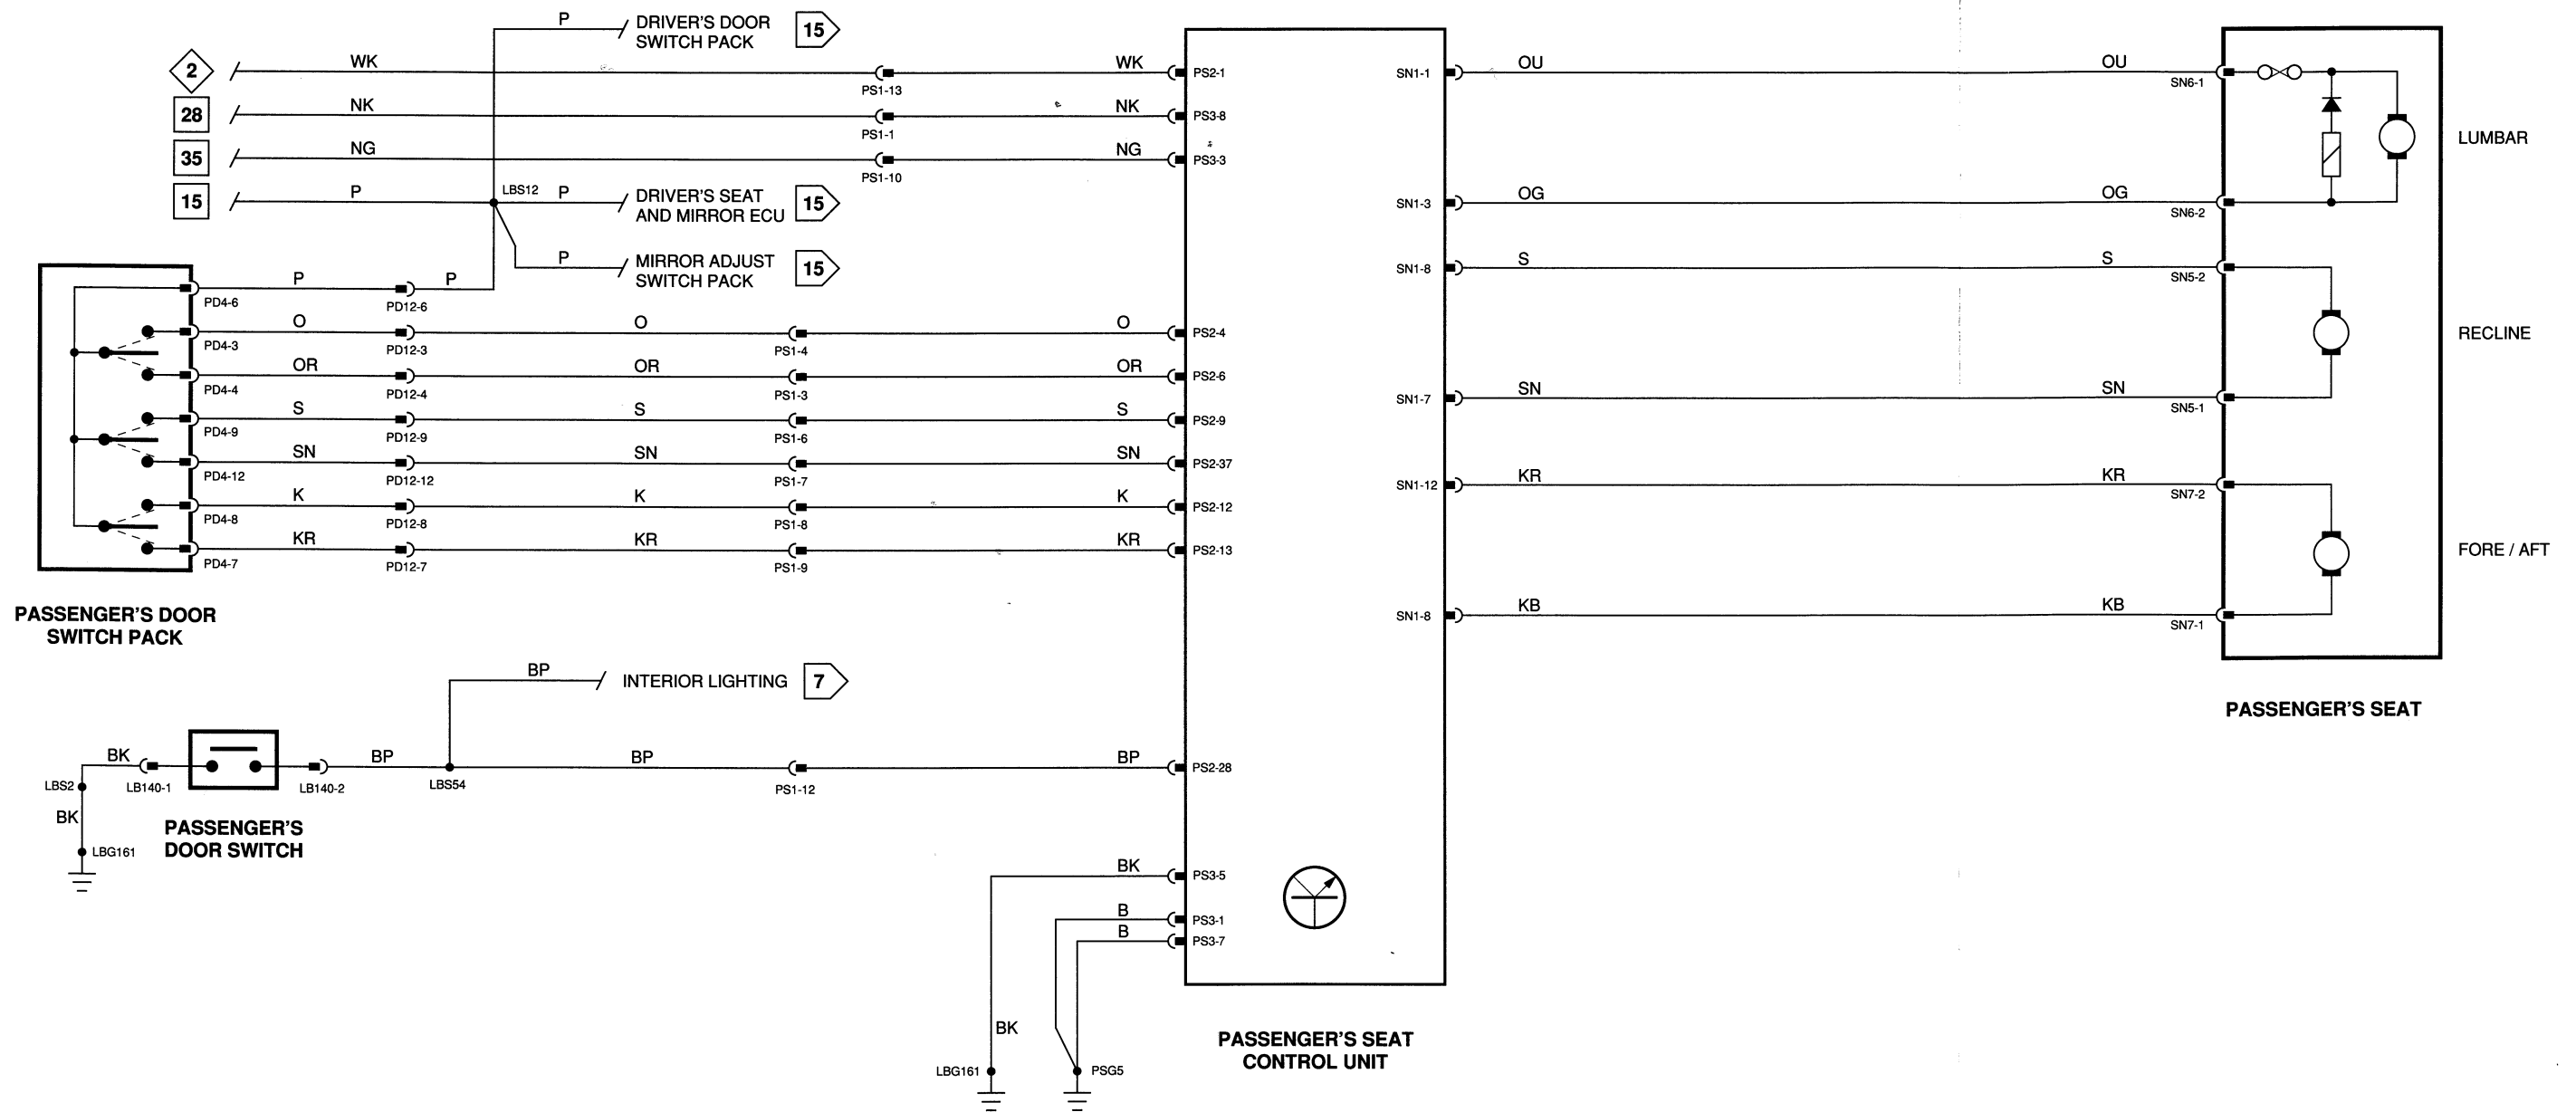 P
DRIVER'S DOOR
SWITCH PACK
15
2
WK
PS1-13
WK
PS2-1
28
NK
PS1-1
NK
PS3-8
35
NG
PS1-10
NG
PS3-3
15
P
LBS12
P
DRIVER'S SEAT
AND MIRROR ECU
15
P
MIRROR ADJUST
SWITCH PACK
15
PD4-6
P
PD12-6
P
PD4-3
O
PD12-3
O
PS1-4
O
PS2-4
PD4-4
OR
PD12-4
OR
PS1-3
OR
PS2-6
PD4-9
S
PD12-9
S
PS1-6
S
PS2-9
PD4-12
SN
PD12-12
SN
PS1-7
SN
PS2-37
PD4-8
K
PD12-8
K
PS1-8
K
PS2-12
PD4-7
KR
PD12-7
KR
PS1-9
KR
PS2-13
PASSENGER'S DOOR
SWITCH PACK
BP
INTERIOR LIGHTING
7
BK
LBS2
LB140-1
LB140-2
BP
LBS54
BP
PS1-12
BP
PS2-28
BK
LBG161
PASSENGER'S
DOOR SWITCH
BK
PS3-5
B
PS3-1
B
PS3-7
BK
LBG161
PSG5
PASSENGER'S SEAT
CONTROL UNIT
SN1-1
OU
OU
SN6-1
LUMBAR
SN1-3
OG
OG
SN6-2
SN1-8
S
S
SN5-2
RECLINE
SN1-7
SN
SN
SN5-1
SN1-12
KR
KR
SN7-2
FORE / AFT
SN1-8
KB
KB
SN7-1
PASSENGER'S SEAT